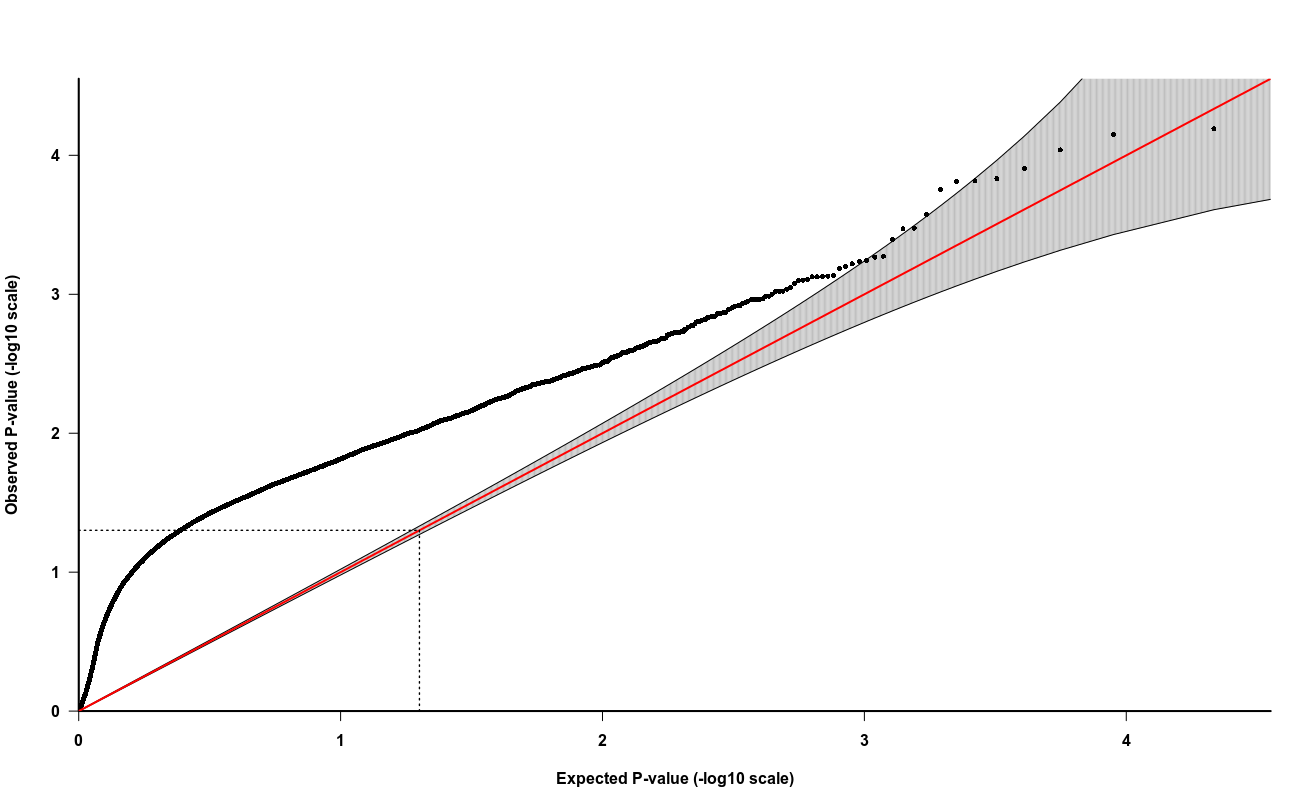 Observed P-value (-log10 scale)
4
3
2
1
0
0 1 2 3 4
Expected P-value (-log10 scale)